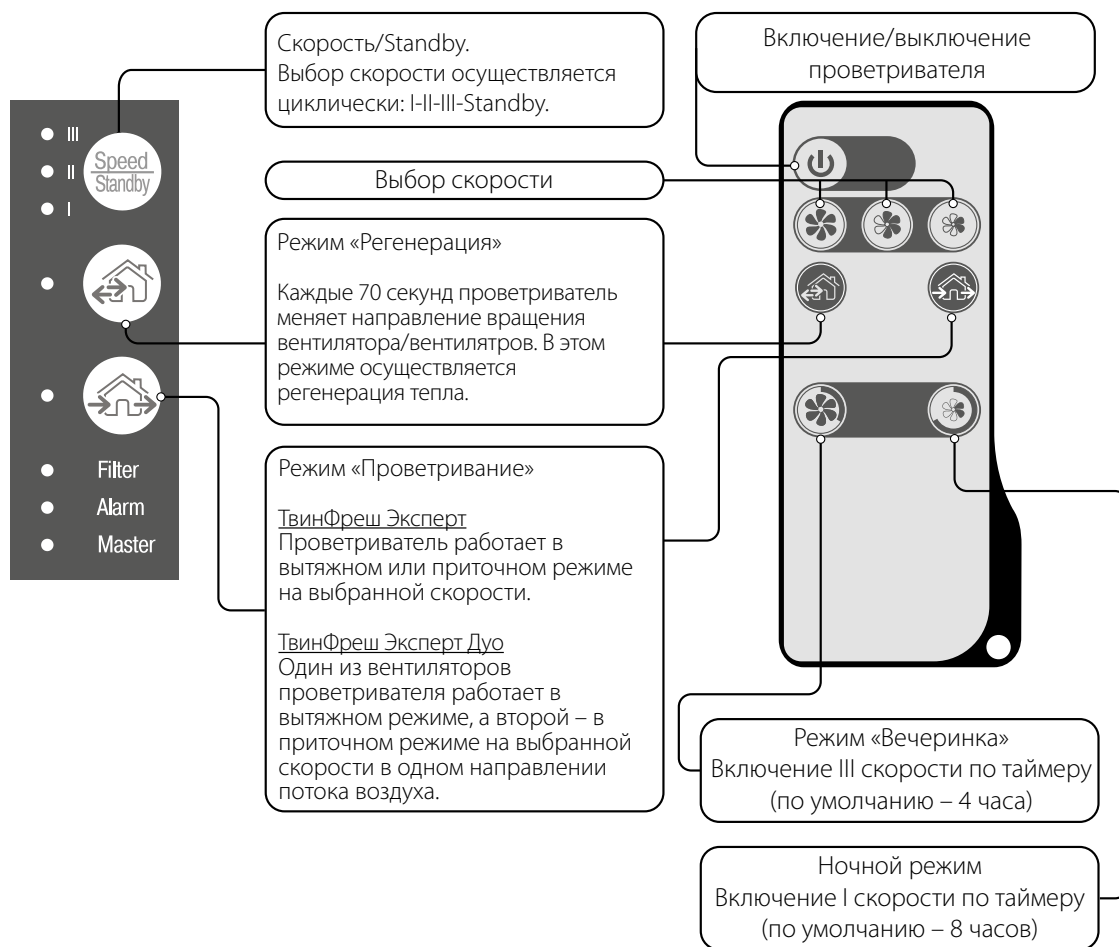 Скорость/Standby.
Выбор скорости осуществляется
циклически: I-II-III-Standby.
Включение/выключение
проветривателя
III
II
I
Speed
Standby
Выбор скорости
Режим «Регенерация»
Каждые 70 секунд проветриватель
меняет направление вращения
вентилятора/вентилятров. В этом
режиме осуществляется
регенерация тепла.
Filter
Alarm
Master
Режим «Проветривание»
ТвинФреш Эксперт
Проветриватель работает в
вытяжном или приточном режиме
на выбранной скорости.
ТвинФреш Эксперт Дуо
Один из вентиляторов
проветривателя работает в
вытяжном режиме, а второй – в
приточном режиме на выбранной
скорости в одном направлении
потока воздуха.
Режим «Вечеринка»
Включение III скорости по таймеру
(по умолчанию – 4 часа)
Ночной режим
Включение I скорости по таймеру
(по умолчанию – 8 часов)